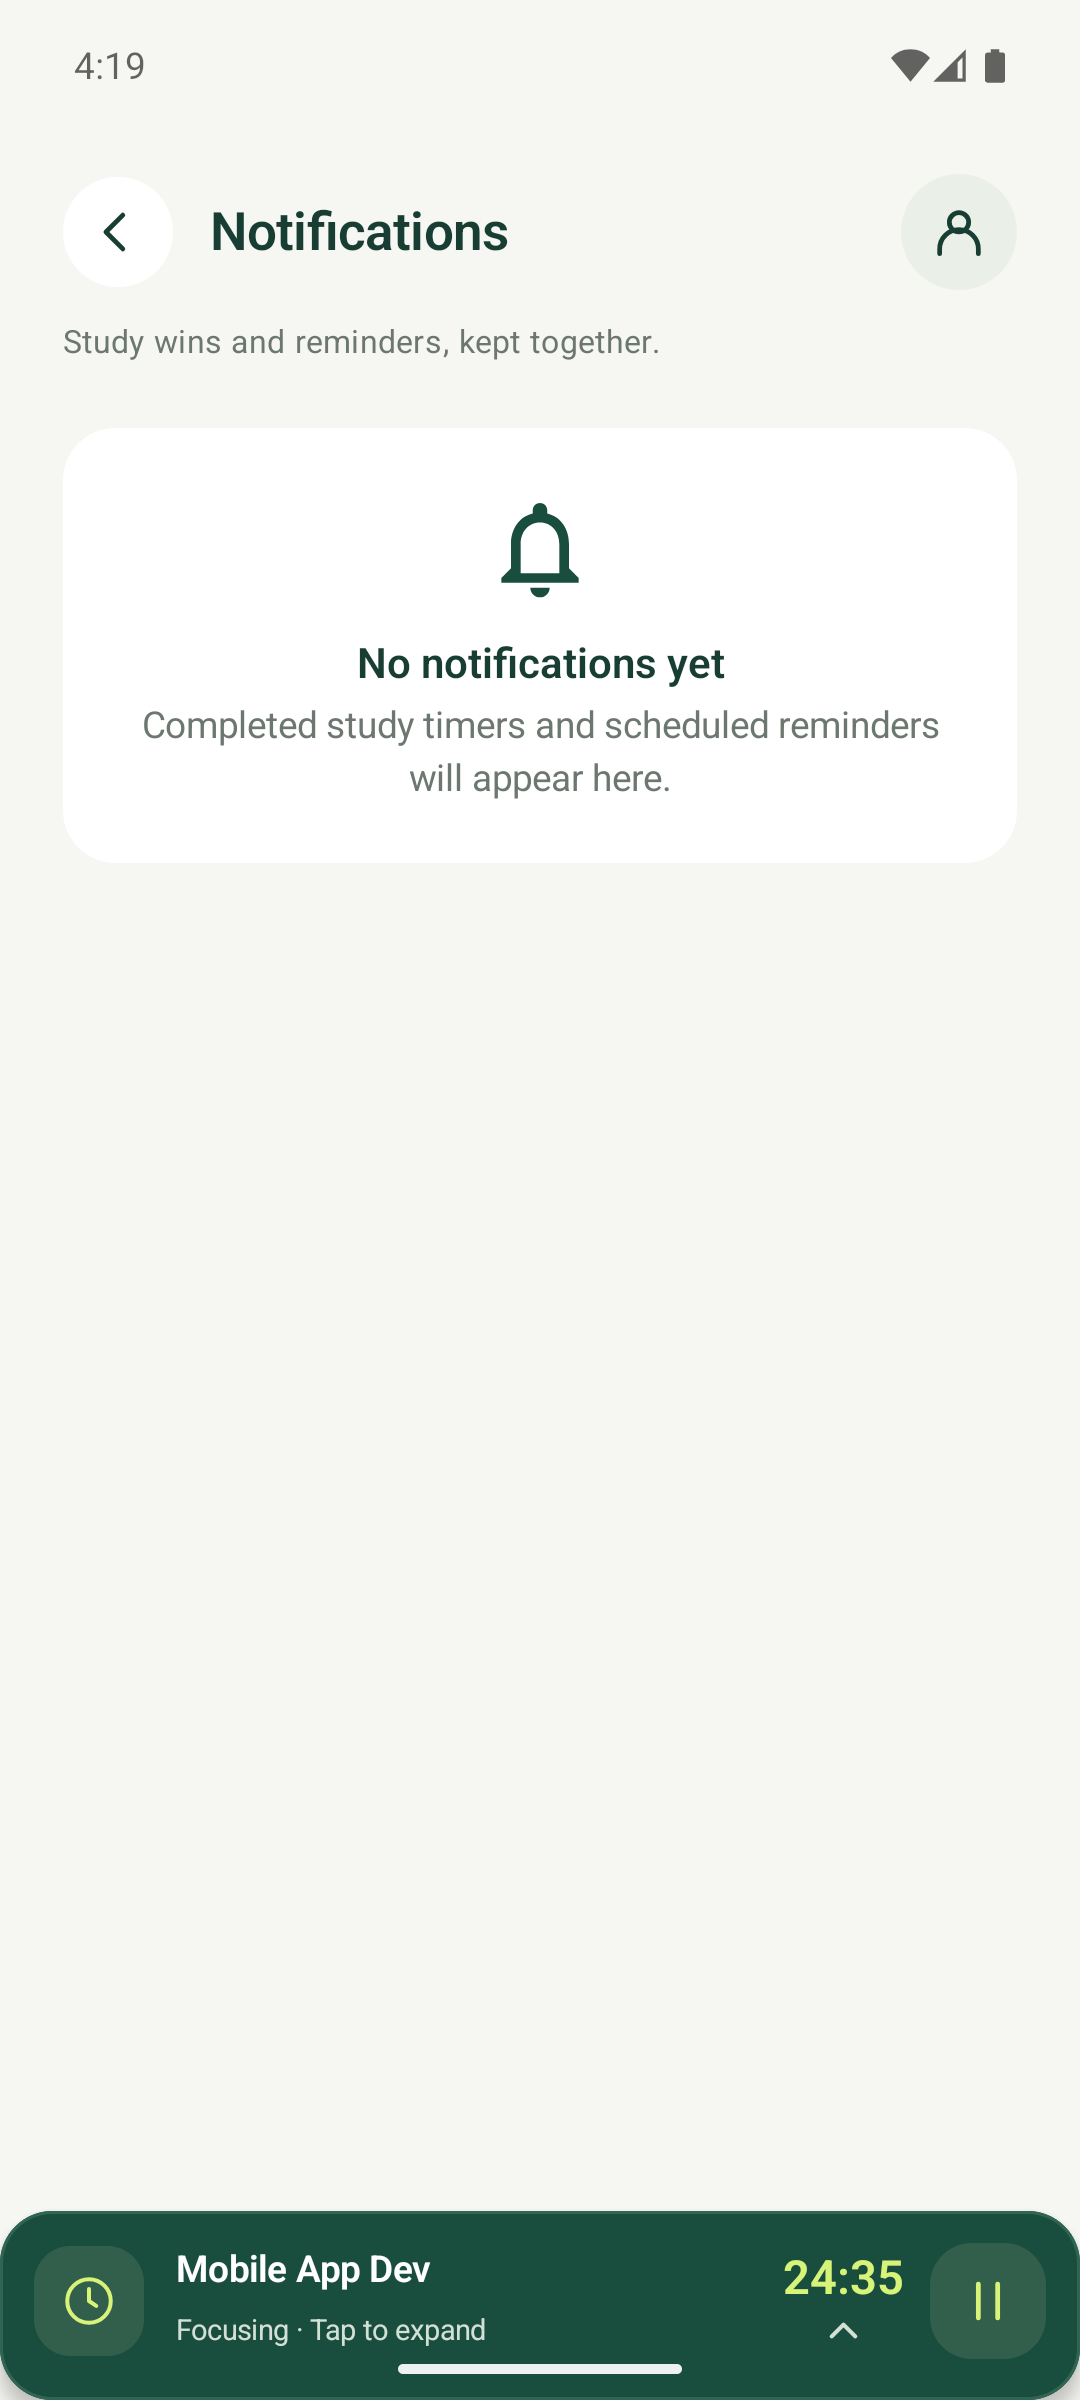 4:19
Notifications
Study wins and reminders, kept together.
No notifications yet
Completed study timers and scheduled reminders
will appear here.
Mobile App Dev
24:35
Focusing · Tap to expand